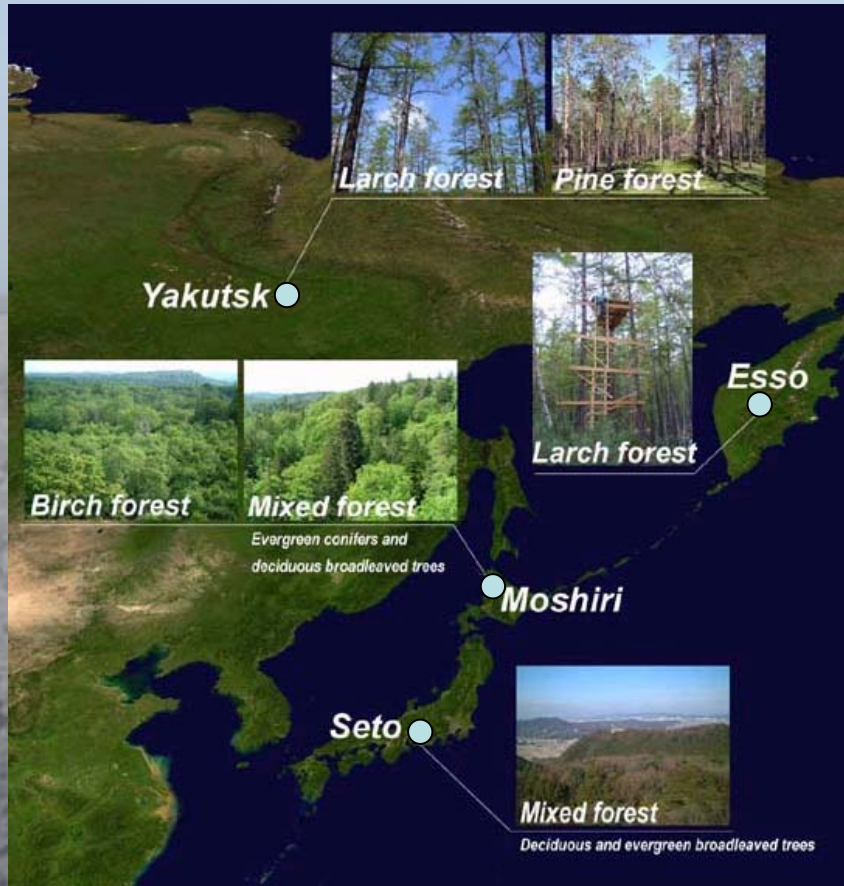 Larch forest
Pine forest
Yakutsk
Esso
Larch forest
Birch forest
Mixed forest
Evergreen conifers and
deciduous broadleaved trees
Moshiri
Seto
Mixed forest
Deciduous and evergreen broadleaved trees